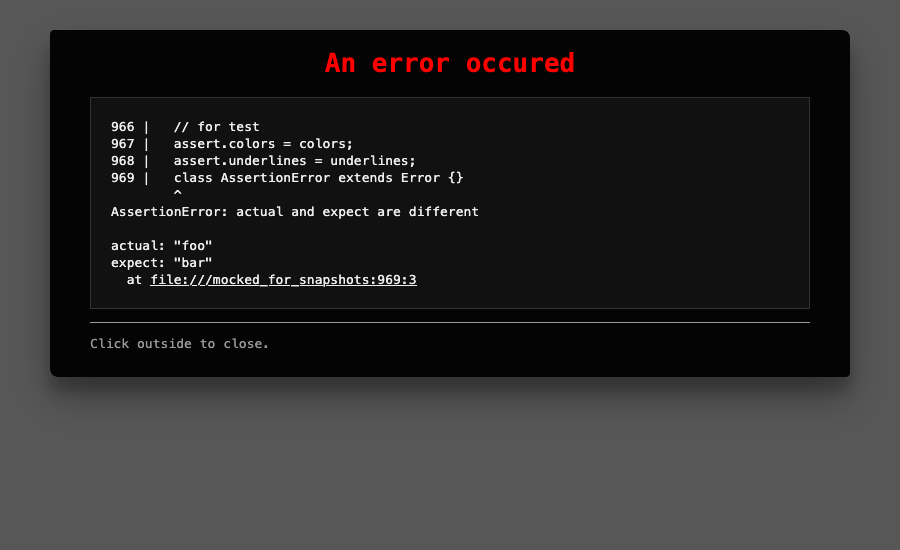 An error occured
966 |   // for test
967 |   assert.colors = colors;
968 |   assert.underlines = underlines;
969 |   class AssertionError extends Error {}
        ^
AssertionError: actual and expect are different

actual: "foo"
expect: "bar"
  at file:///mocked_for_snapshots:969:3
Click outside to close.